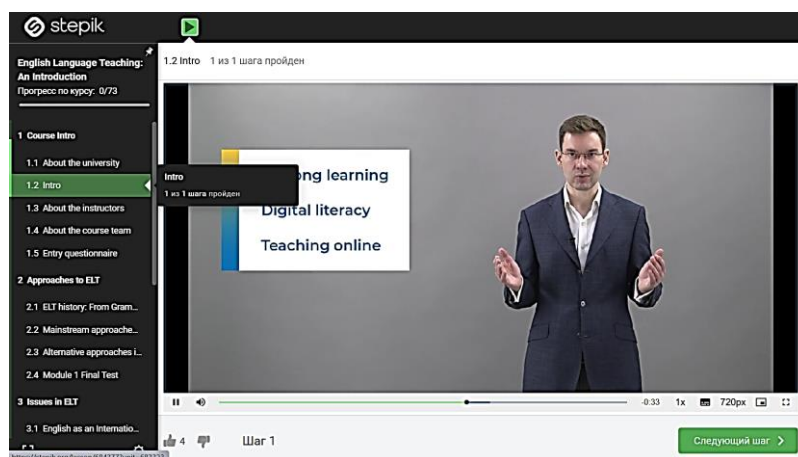 stepik
English Language Teaching:
An Introduction
Прогресс по курсу: 0/73
1 Course Intro
1.1 About the university
1.2 Intro
1.3 About the instructors
1.4 About the course team
1.5 Entry questionnaire
2 Approaches to ELT
2.1 ELT history: From Gram...
2.2 Mainstream approache...
2.3 Alternative approaches i...
2.4 Module 1 Final Test
3 Issues in ELT
3.1 English as an Internatio...
1.2 Intro 1 из 1 шага пройден
Intro
1 из 1 шага пройден
ong learning
Digital literacy
Teaching online
-0:33 1x 720px
4 Шаг 1
Следующий шаг